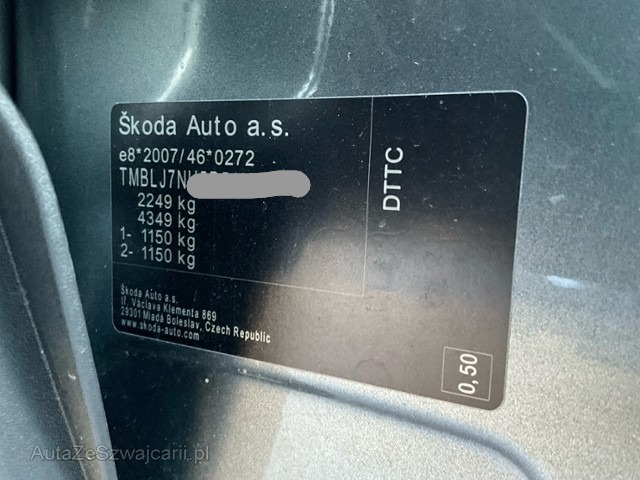 Škoda Auto a.s.
e8*2007/46*0272
TMBLJ7N
2249 kg
4349 kg
1- 1150 kg
2- 1150 kg
Škoda Auto a.s.
tř. Václava Klementa 869
29301 Mladá Boleslav, Czech Republic
www.skoda-auto.com
DTTC
0,50
AutaZeSzwajcarii.pl